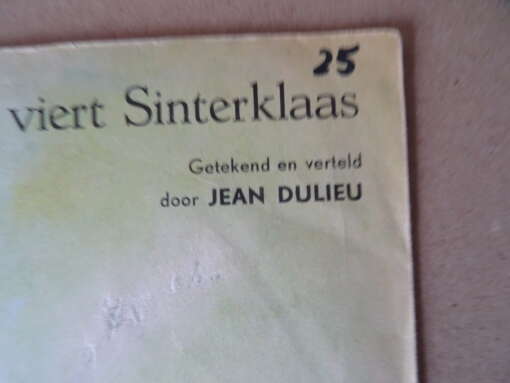 25
viert Sinterklaas
Getekend en verteld
door JEAN DULIEU